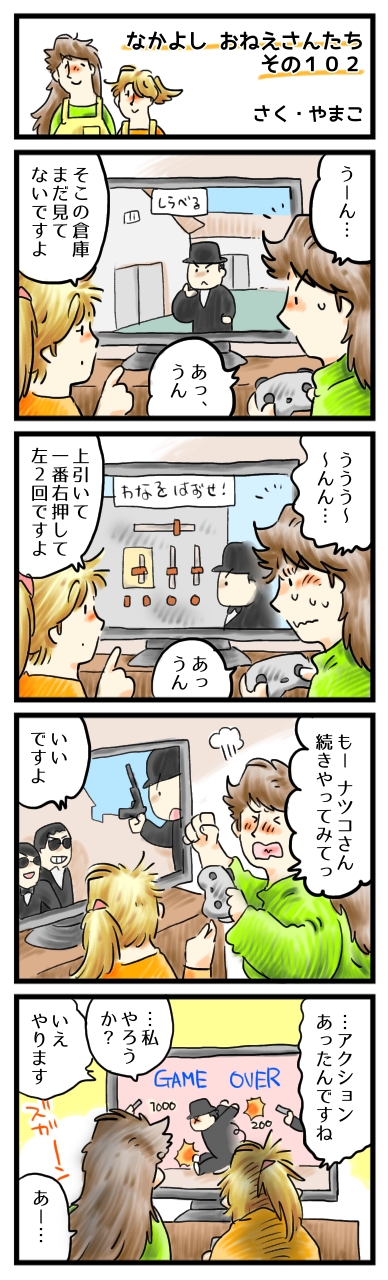 なかよし おねえさんたち
その１０２
さく・やまこ
うーん…
しらべる
そこの倉庫
まだ見て
ないですよ
あっ、
うん
ううう～
～んん…
わなをはおせ！
上引いて
一番右押して
左２回ですよ
あっ
うん
もー ナツコさん
続きやってみてっ
いい
ですよ
…アクション
あったんですね
GAME OVER
1000
200
…私
やろう
か？
いえ
やります
ズガーン
あー…